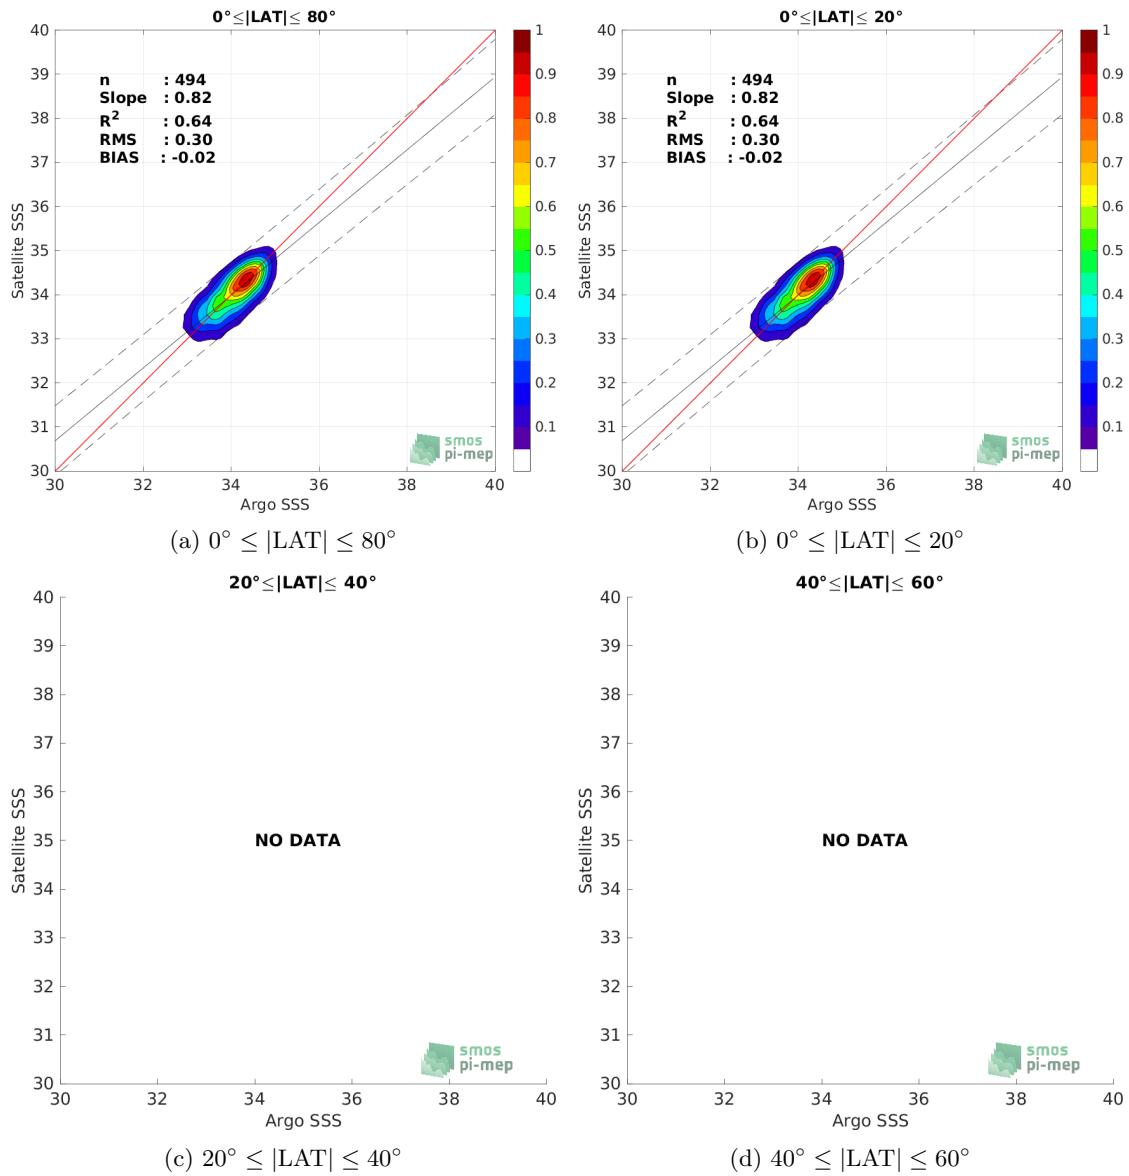 0°≤|LAT|≤ 80°
40
39
38
37
36
35
34
33
32
31
30
Satellite SSS
n : 494
Slope : 0.82
R² : 0.64
RMS : 0.30
BIAS : -0.02
smos
pi-mep
30 32 34 36 38 40
Argo SSS
1
0.9
0.8
0.7
0.6
0.5
0.4
0.3
0.2
0.1
(a) 0° ≤ |LAT| ≤ 80°
0°≤|LAT|≤ 20°
40
39
38
37
36
35
34
33
32
31
30
Satellite SSS
n : 494
Slope : 0.82
R² : 0.64
RMS : 0.30
BIAS : -0.02
smos
pi-mep
30 32 34 36 38 40
Argo SSS
1
0.9
0.8
0.7
0.6
0.5
0.4
0.3
0.2
0.1
(b) 0° ≤ |LAT| ≤ 20°
20°≤|LAT|≤ 40°
40
39
38
37
36
35
34
33
32
31
30
Satellite SSS
NO DATA
smos
pi-mep
30 32 34 36 38 40
Argo SSS
(c) 20° ≤ |LAT| ≤ 40°
40°≤|LAT|≤ 60°
40
39
38
37
36
35
34
33
32
31
30
Satellite SSS
NO DATA
smos
pi-mep
30 32 34 36 38 40
Argo SSS
(d) 40° ≤ |LAT| ≤ 60°